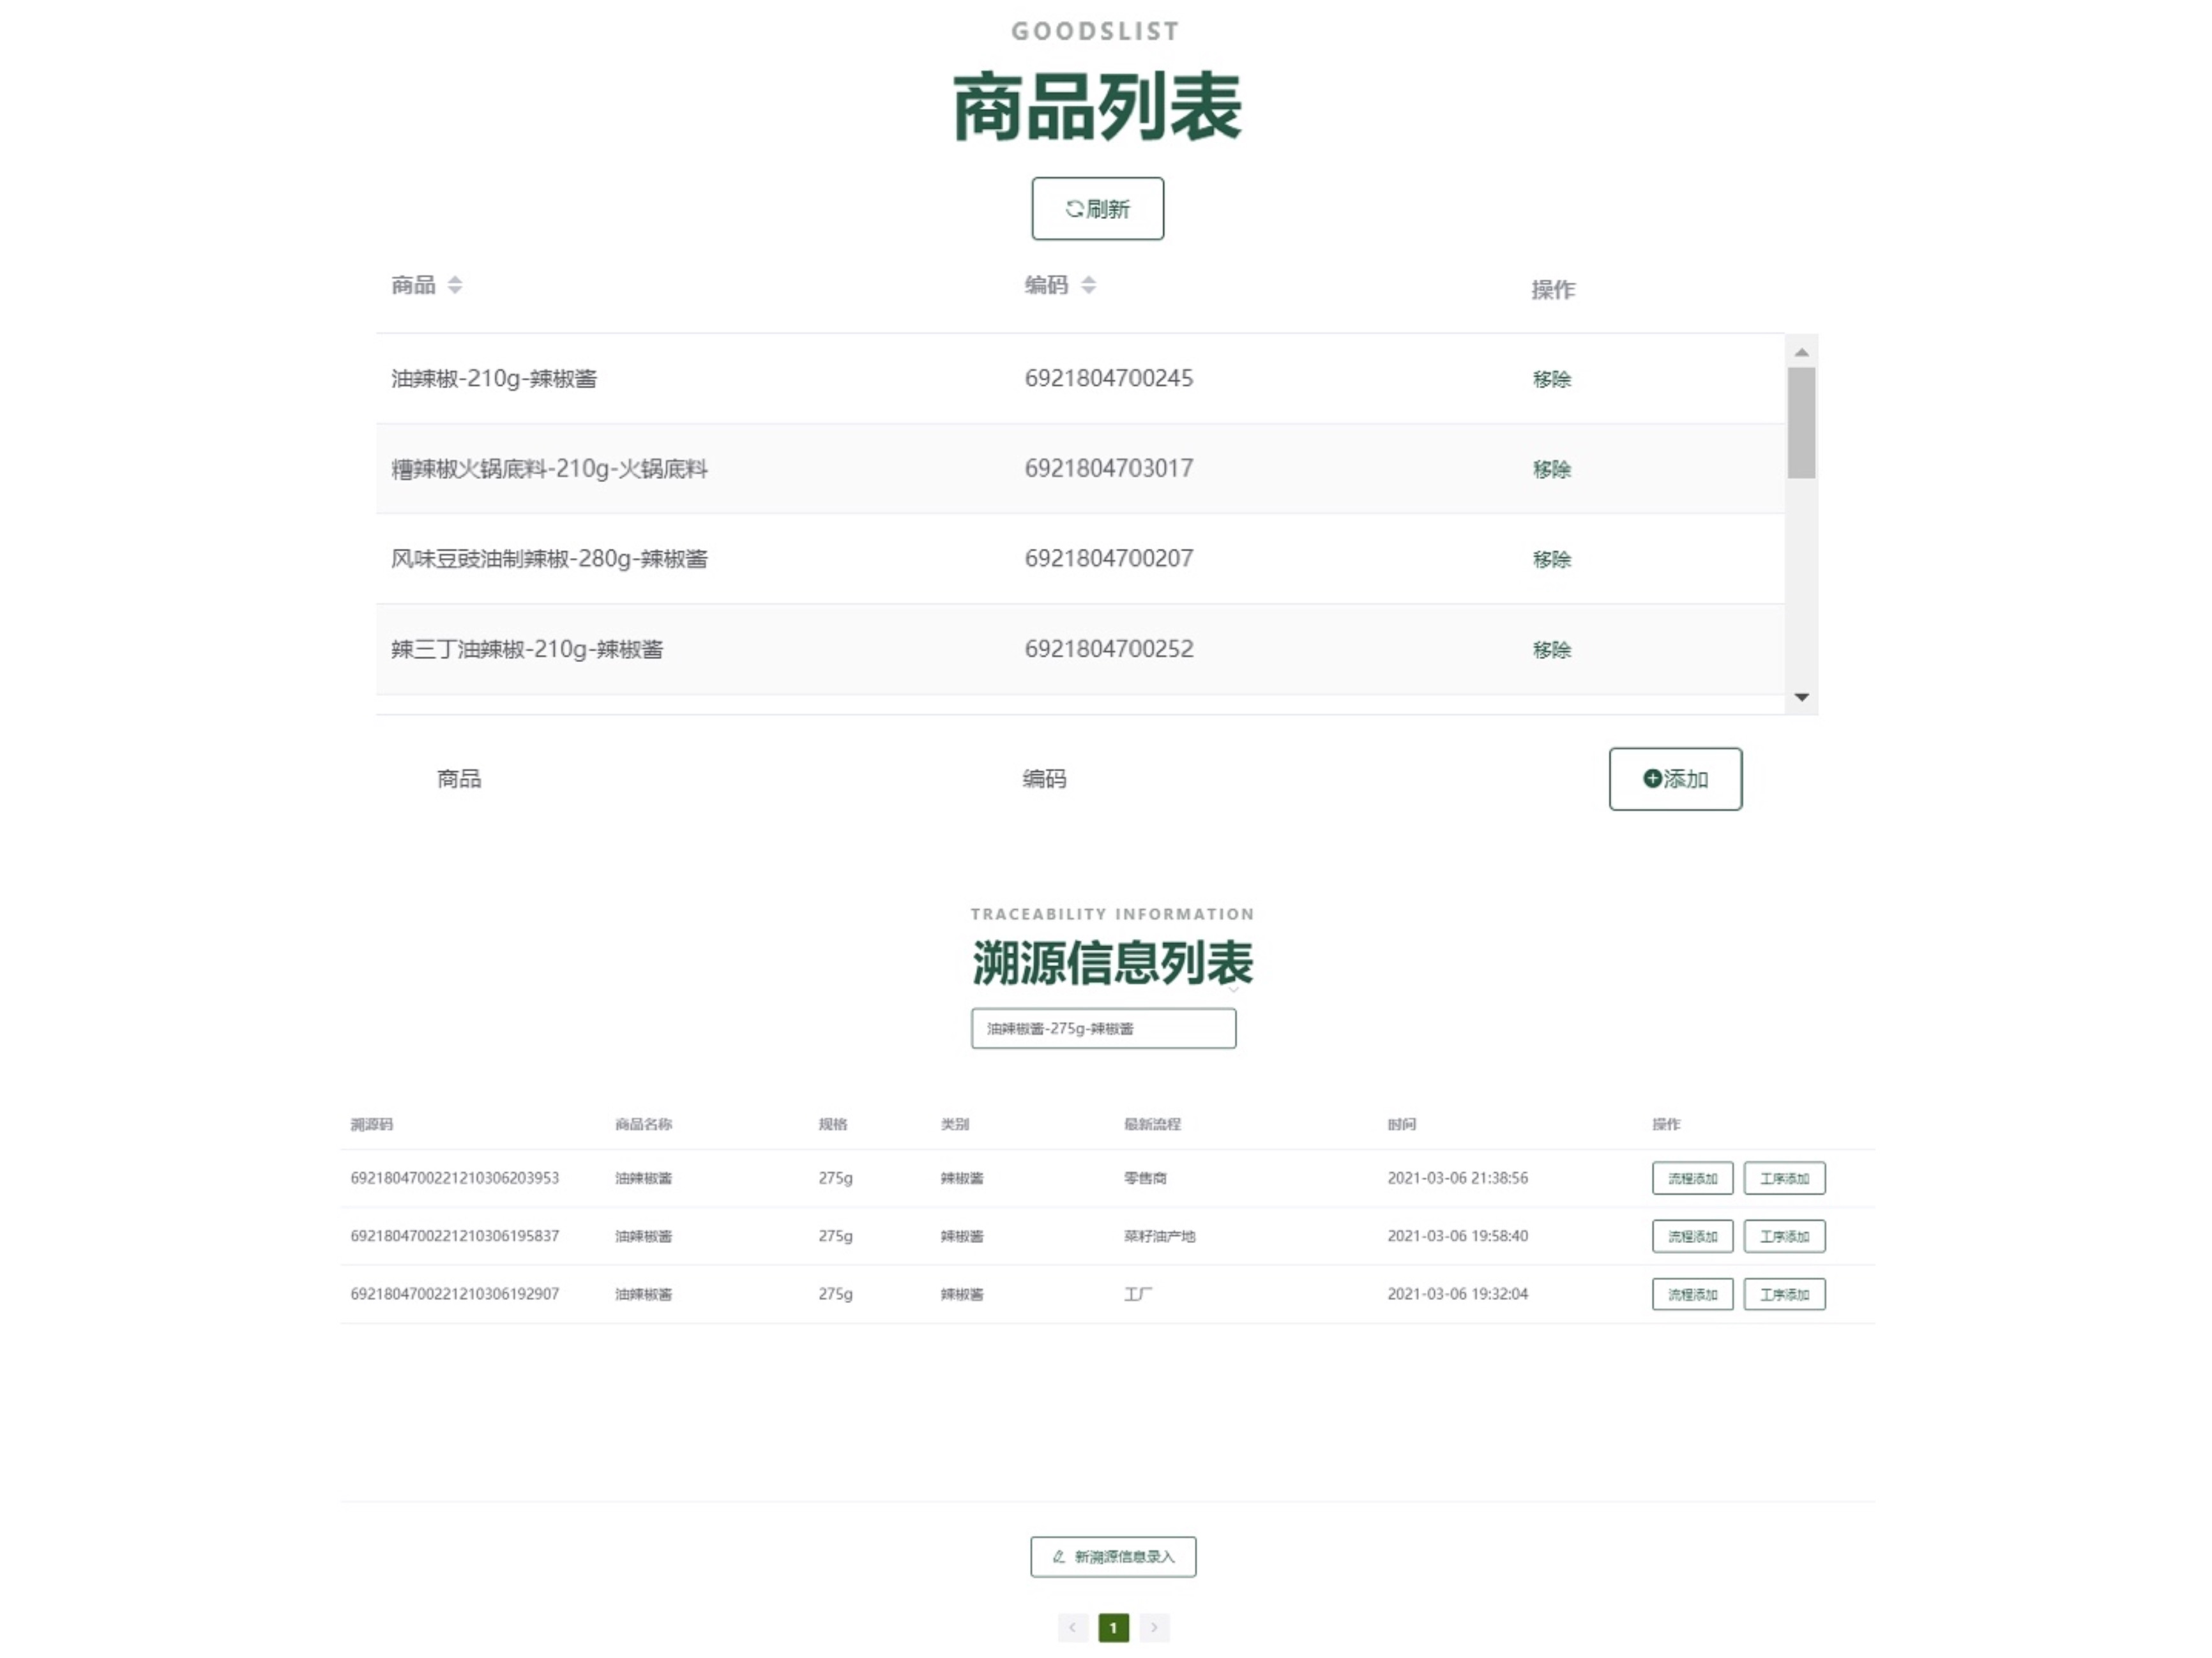 GOODSLIST
商品列表
刷新
商品 编码 操作
油辣椒-210g-辣椒酱 6921804700245 移除
糟辣椒火锅底料-210g-火锅底料 6921804703017 移除
风味豆豉油制辣椒-280g-辣椒酱 6921804700207 移除
辣三丁油辣椒-210g-辣椒酱 6921804700252 移除
商品 编码 添加
TRACEABILITY INFORMATION
溯源信息列表
油辣椒酱-275g-辣椒酱
溯源码 商品名称 规格 类别 最新流程 时间 操作
6921804700221210306203953 油辣椒酱 275g 辣椒酱 零售商 2021-03-06 21:38:56 流程添加 工序添加
6921804700221210306195837 油辣椒酱 275g 辣椒酱 菜籽油产地 2021-03-06 19:58:40 流程添加 工序添加
6921804700221210306192907 油辣椒酱 275g 辣椒酱 工厂 2021-03-06 19:32:04 流程添加 工序添加
新溯源信息录入
1